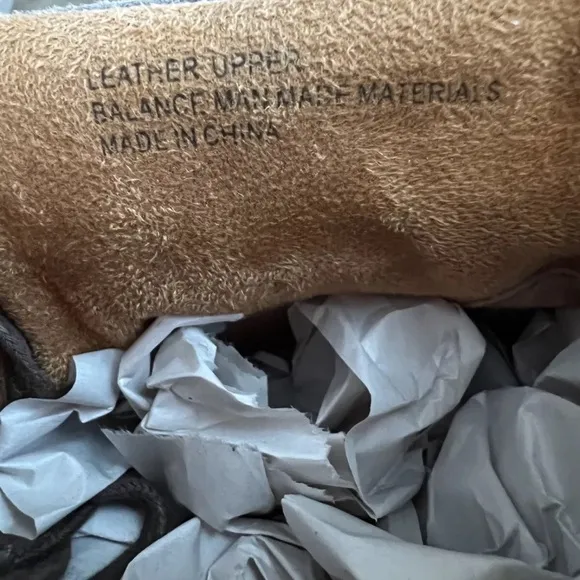 LEATHER UPPER
BALANCE MAN MADE MATERIALS
MADE IN CHINA